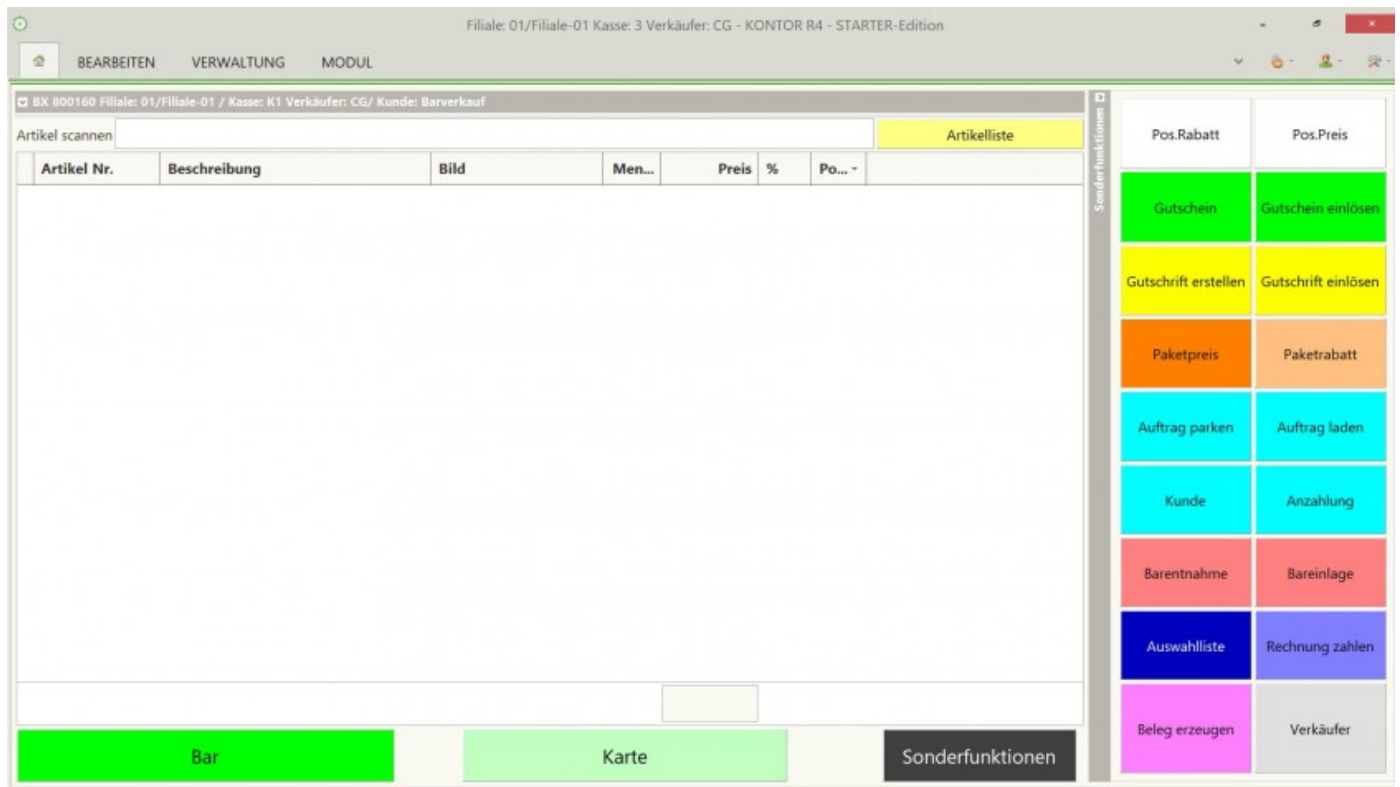 Filiale: 01/Filiale-01 Kasse: 3 Verkäufer: CG - KONTOR R4 - STARTER-Edition
BEARBEITEN VERWALTUNG MODUL
BX 800160 Filiale: 01/Filiale-01 / Kasse: K1 Verkäufer: CG/ Kunde: Barverkauf
Artikel scannen Artikelliste
Artikel Nr. Beschreibung Bild Men... Preis % Po...
Bar Karte Sonderfunktionen
Sonderfunktionen
Pos.Rabatt Pos.Preis
Gutschein Gutschein einlösen
Gutschrift erstellen Gutschrift einlösen
Paketpreis Paketrabatt
Auftrag parken Auftrag laden
Kunde Anzahlung
Barentnahme Bareinlage
Auswahlliste Rechnung zahlen
Beleg erzeugen Verkäufer